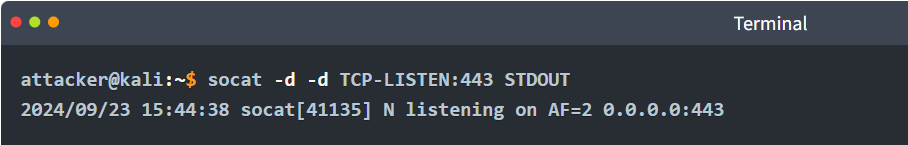 Terminal
attacker@kali:~$ socat -d -d TCP-LISTEN:443 STDOUT
2024/09/23 15:44:38 socat[41135] N listening on AF=2 0.0.0.0:443